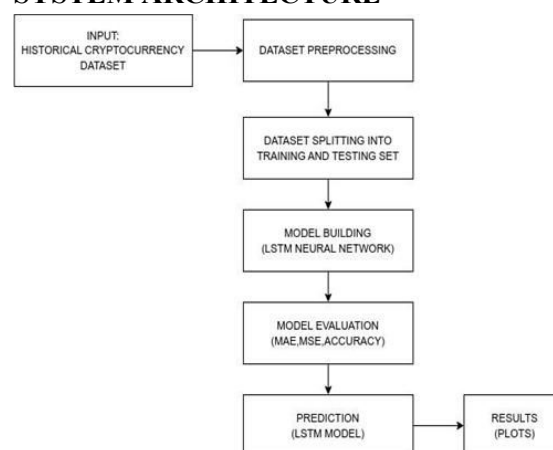 SYSTEM ARCHITECTURE
INPUT:
HISTORICAL CRYPTOCURRENCY
DATASET
DATASET PREPROCESSING
DATASET SPLITTING INTO
TRAINING AND TESTING SET
MODEL BUILDING
(LSTM NEURAL NETWORK)
MODEL EVALUATION
(MAE,MSE,ACCURACY)
PREDICTION
(LSTM MODEL)
RESULTS
(PLOTS)